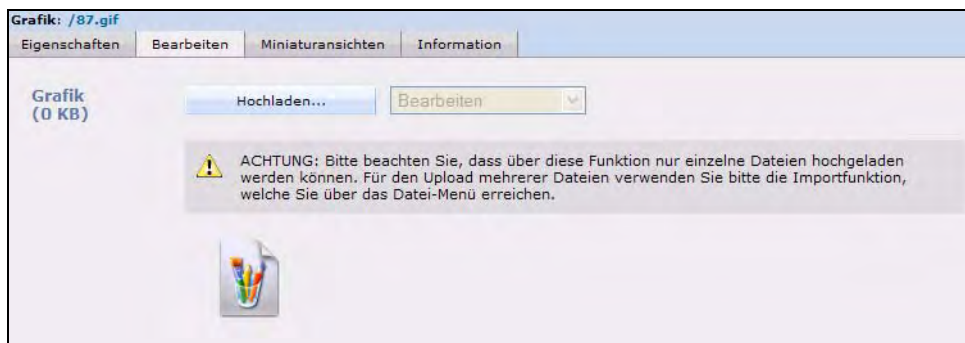 Grafik: /87.gif
Eigenschaften Bearbeiten Miniaturansichten Information
Grafik
(0 KB)
Hochladen... Bearbeiten
ACHTUNG: Bitte beachten Sie, dass über diese Funktion nur einzelne Dateien hochgeladen
werden können. Für den Upload mehrerer Dateien verwenden Sie bitte die Importfunktion,
welche Sie über das Datei-Menü erreichen.